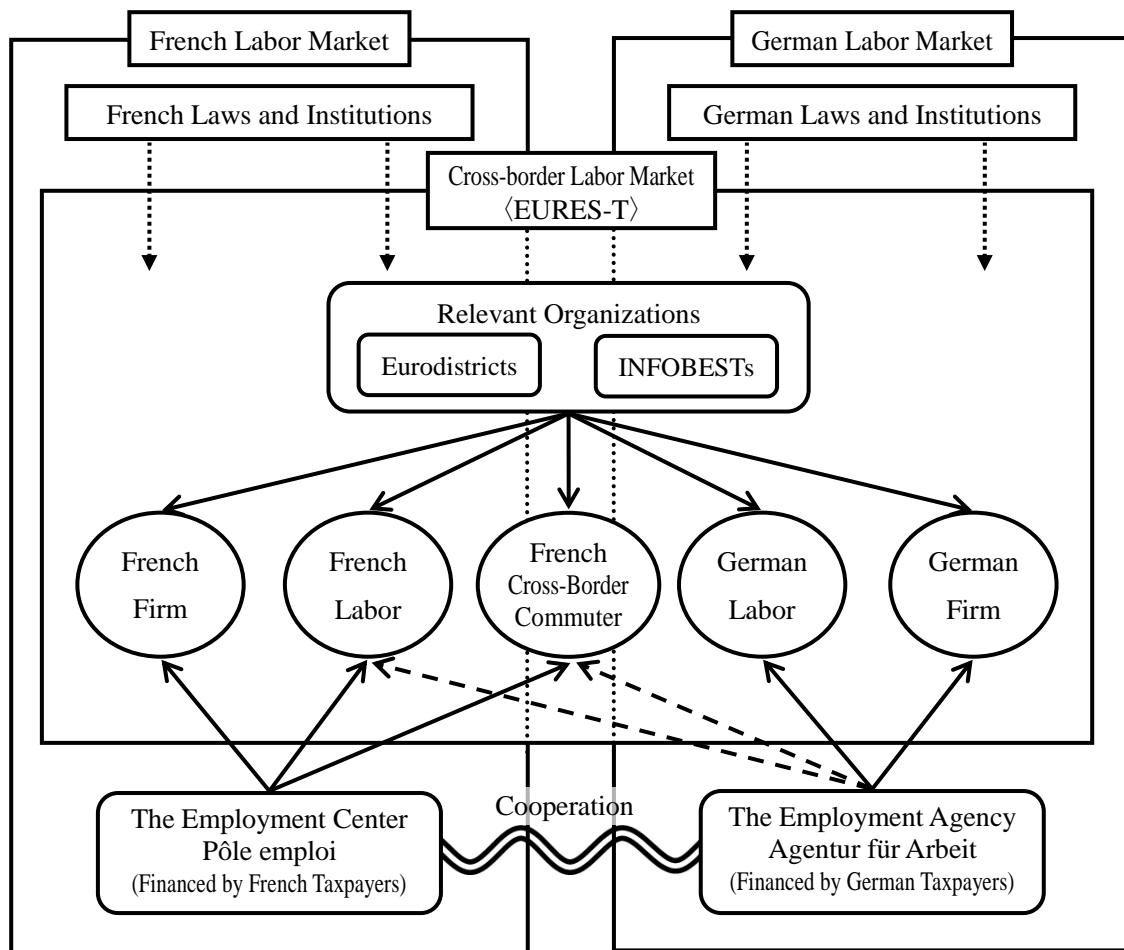 French Labor Market
German Labor Market
French Laws and Institutions
German Laws and Institutions
Cross-border Labor Market
〈EURES-T〉
Relevant Organizations
Eurodistricts
INFOBESTs
French
Firm
French
Labor
French
Cross-Border
Commuter
German
Labor
German
Firm
The Employment Center
Pôle emploi
(Financed by French Taxpayers)
Cooperation
The Employment Agency
Agentur für Arbeit
(Financed by German Taxpayers)